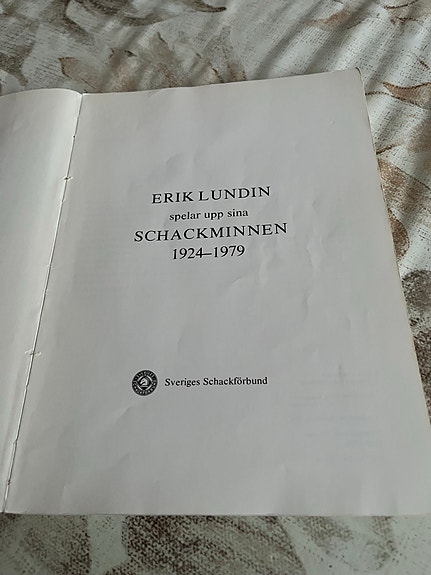 ERIK LUNDIN
spelar upp sina
SCHACKMINNEN
1924–1979
Sveriges Schackförbund